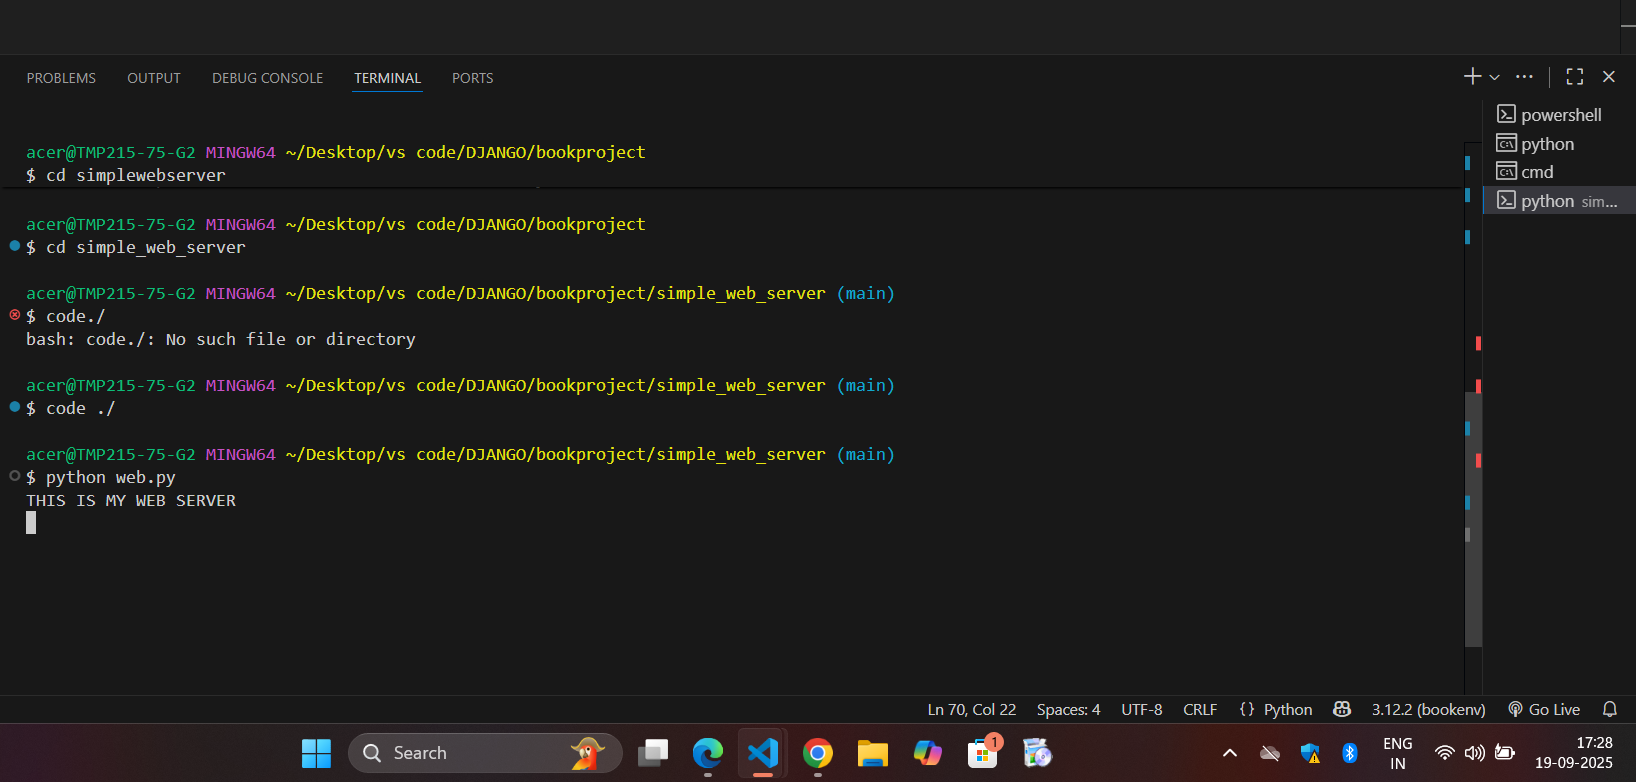 PROBLEMS OUTPUT DEBUG CONSOLE TERMINAL PORTS
powershell
python
cmd
python sim...
acer@TMP215-75-G2 MINGW64 ~/Desktop/vs code/DJANGO/bookproject
$ cd simplewebserver
acer@TMP215-75-G2 MINGW64 ~/Desktop/vs code/DJANGO/bookproject
$ cd simple_web_server
acer@TMP215-75-G2 MINGW64 ~/Desktop/vs code/DJANGO/bookproject/simple_web_server (main)
$ code./
bash: code./: No such file or directory
acer@TMP215-75-G2 MINGW64 ~/Desktop/vs code/DJANGO/bookproject/simple_web_server (main)
$ code ./
acer@TMP215-75-G2 MINGW64 ~/Desktop/vs code/DJANGO/bookproject/simple_web_server (main)
$ python web.py
THIS IS MY WEB SERVER
Ln 70, Col 22 Spaces: 4 UTF-8 CRLF {} Python 3.12.2 (bookenv) Go Live
Search
1
ENG
IN
17:28
19-09-2025